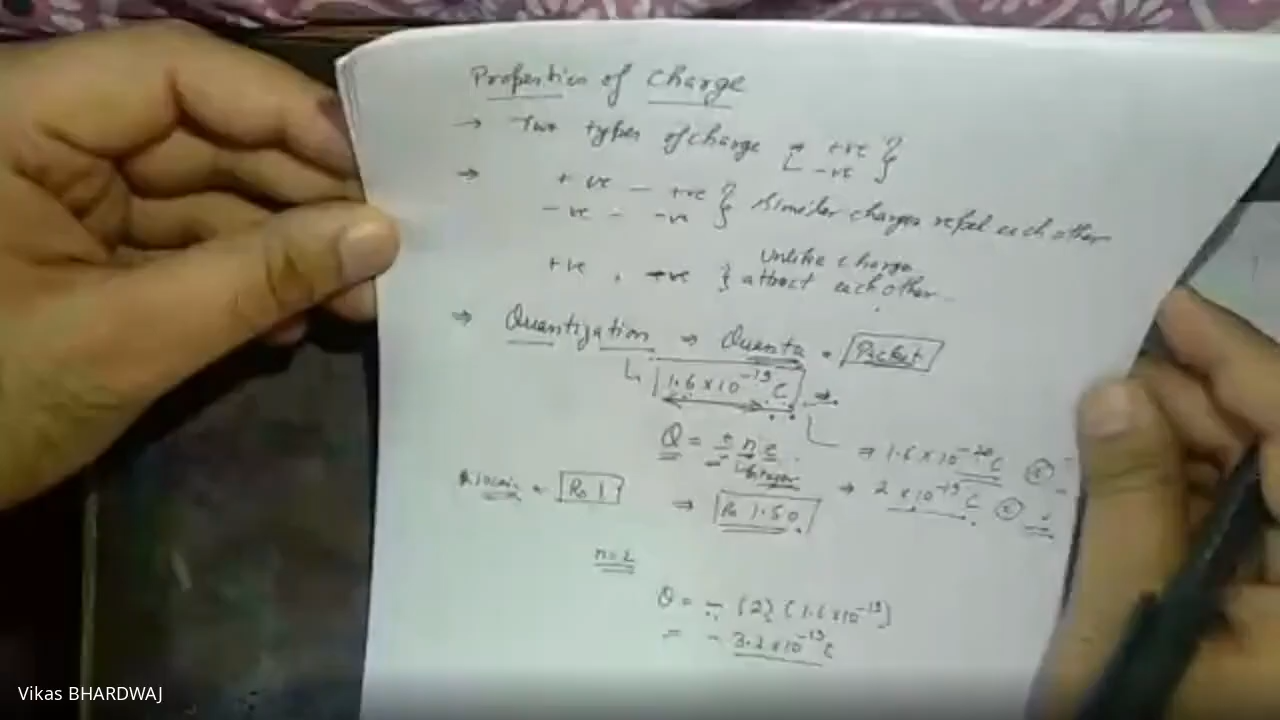 Properties of Charge
→ Two types of charge → +ve }
- ve
→ + ve — +ve } Similar charges repel each other
- ve - -ve
+ve , -ve } unlike charge
attract each other
⇒ Quantization → Quanta = Packet
1.6 x 10⁻¹⁹ C →
Q = ± n e ⇒ 1.6 x 10⁻²⁰ C ⊗
Integer
Rs 1 ⇒ Rs 1.50 → 2 x 10⁻¹⁹ C ⊗
n=2
Q = - (2) (1.6 x 10⁻¹⁹)
= - 3.2 x 10⁻¹⁹ C
Vikas BHARDWAJ